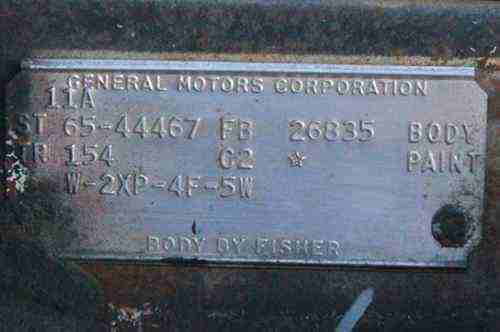 GENERAL MOTORS CORPORATION
11A
ST 65-44467 FB 26835 BODY
TR 154 C2 ☆ PAINT
W-2XP-4F-5W
BODY BY FISHER